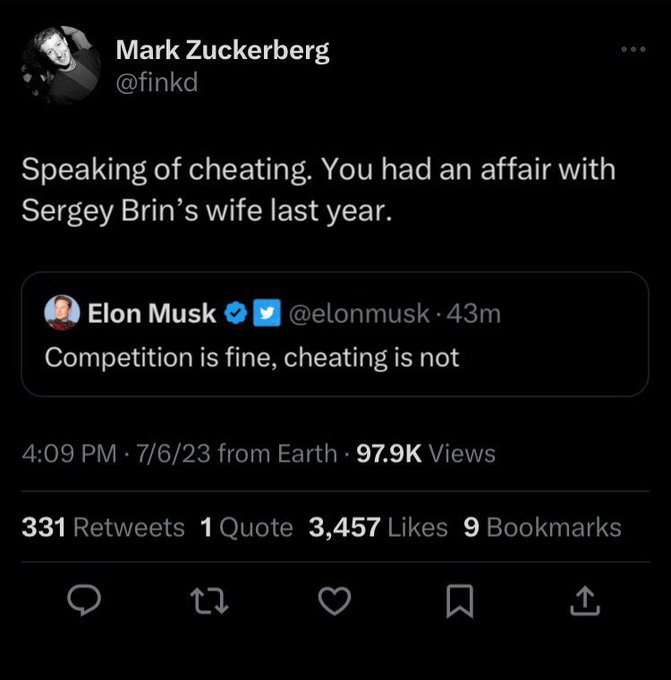 Mark Zuckerberg
@finkd
Speaking of cheating. You had an affair with
Sergey Brin’s wife last year.
Elon Musk @elonmusk · 43m
Competition is fine, cheating is not
4:09 PM · 7/6/23 from Earth · 97.9K Views
331 Retweets 1 Quote 3,457 Likes 9 Bookmarks